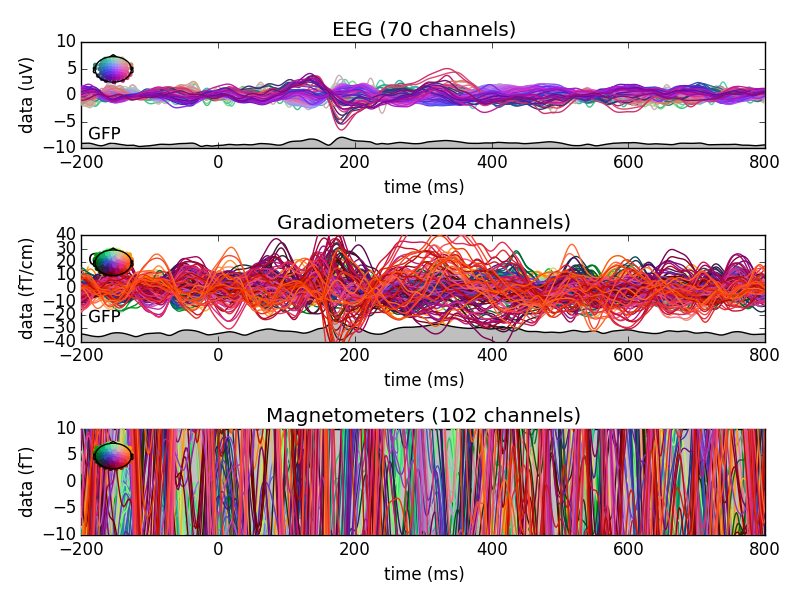 EEG (70 channels)
10
5
0
−5
−10
data (uV)
GFP
−200 0 200 400 600 800
time (ms)
Gradiometers (204 channels)
40
30
20
10
0
−10
−20
−30
−40
data (fT/cm)
GFP
−200 0 200 400 600 800
time (ms)
Magnetometers (102 channels)
10
5
0
−5
−10
data (fT)
−200 0 200 400 600 800
time (ms)